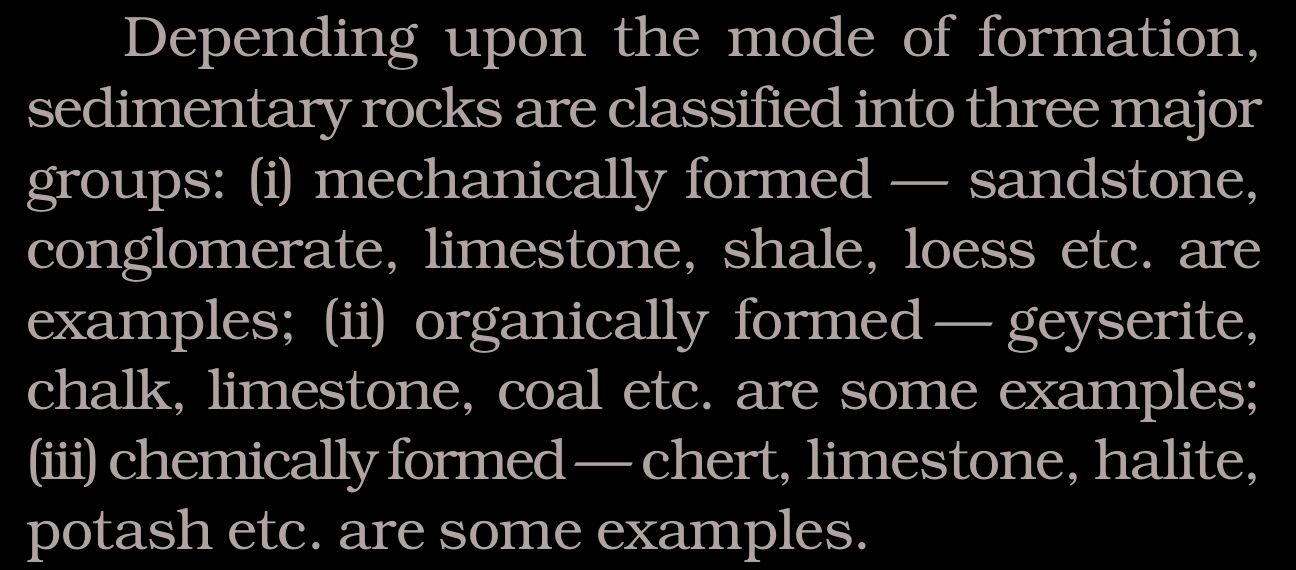 Depending upon the mode of formation,
sedimentary rocks are classified into three major
groups: (i) mechanically formed — sandstone,
conglomerate, limestone, shale, loess etc. are
examples; (ii) organically formed — geyserite,
chalk, limestone, coal etc. are some examples;
(iii) chemically formed — chert, limestone, halite,
potash etc. are some examples.